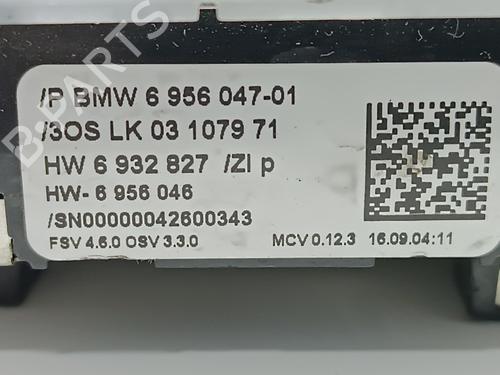 /P BMW 6 956 047-01
/3OS LK 03 1079 71
HW 6 932 827 /ZI p
HW- 6 956 046
/SN00000042600343
FSV 4.6.0 OSV 3.3.0 MCV 0.12.3 16.09.04:11
B-PARTS